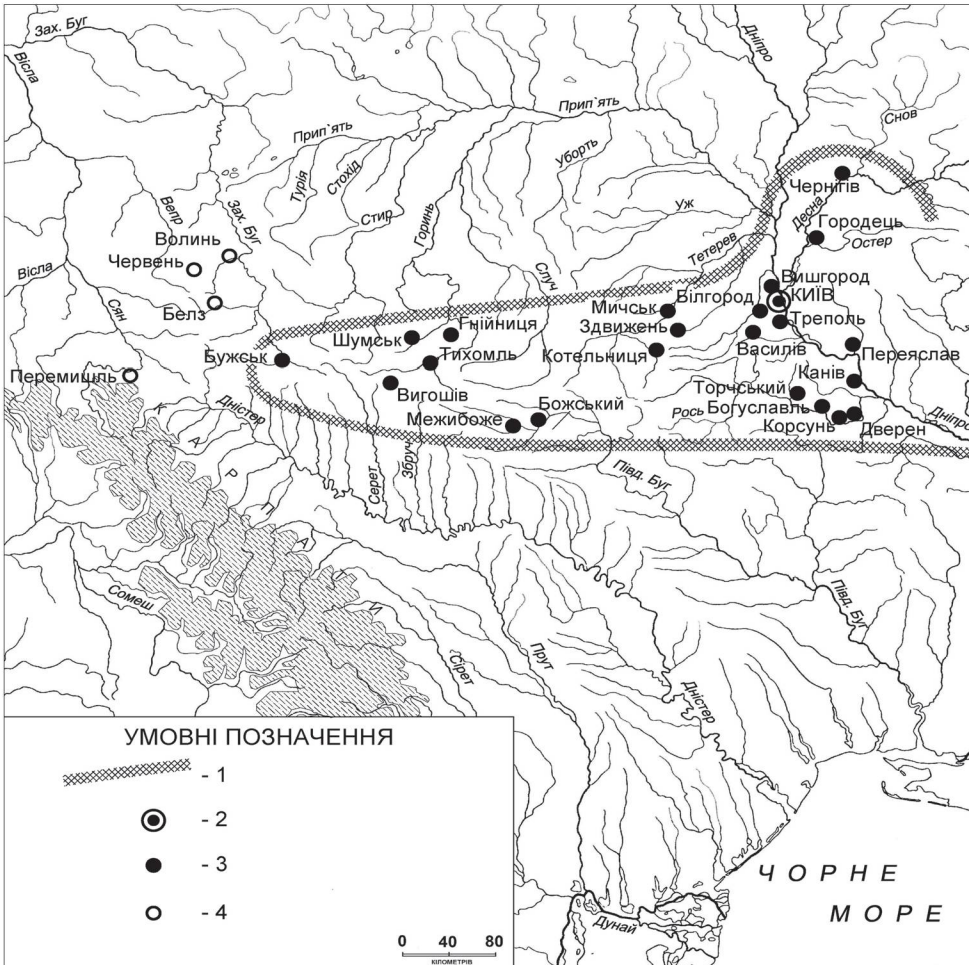 Зах. Буг
Вісла
Дніпро
Прип`ять
Снов
Прип`ять
Уборть
Турія
Стохід
Чернігів
Вепр
Зах. Буг
Стир
Горинь
Уж
Десна
Городець
Остер
Волинь
Тетерев
Червень
Вісла
Случ
Вишгород
Сян
Білгород
КИЇВ
Белз
Мичськ
Гнійниця
Треполь
Шумськ
Здвижень
Бужськ
Тихомль
Котельниця
Василів
Переяслав
Перемишль
Канів
Вигошів
Торчський
Дністер
Божський
Рось
Богуславль
Межибоже
Корсунь
Дверен
Дніпро
КАРПАТИ
Серет
Збруч
Півд. Буг
Півд. Буг
Сомеш
Сірет
Прут
Дністер
УМОВНІ ПОЗНАЧЕННЯ
- 1
- 2
- 3
- 4
ЧОРНЕ
МОРЕ
Дунай
0 40 80
КІЛОМЕТРІВ